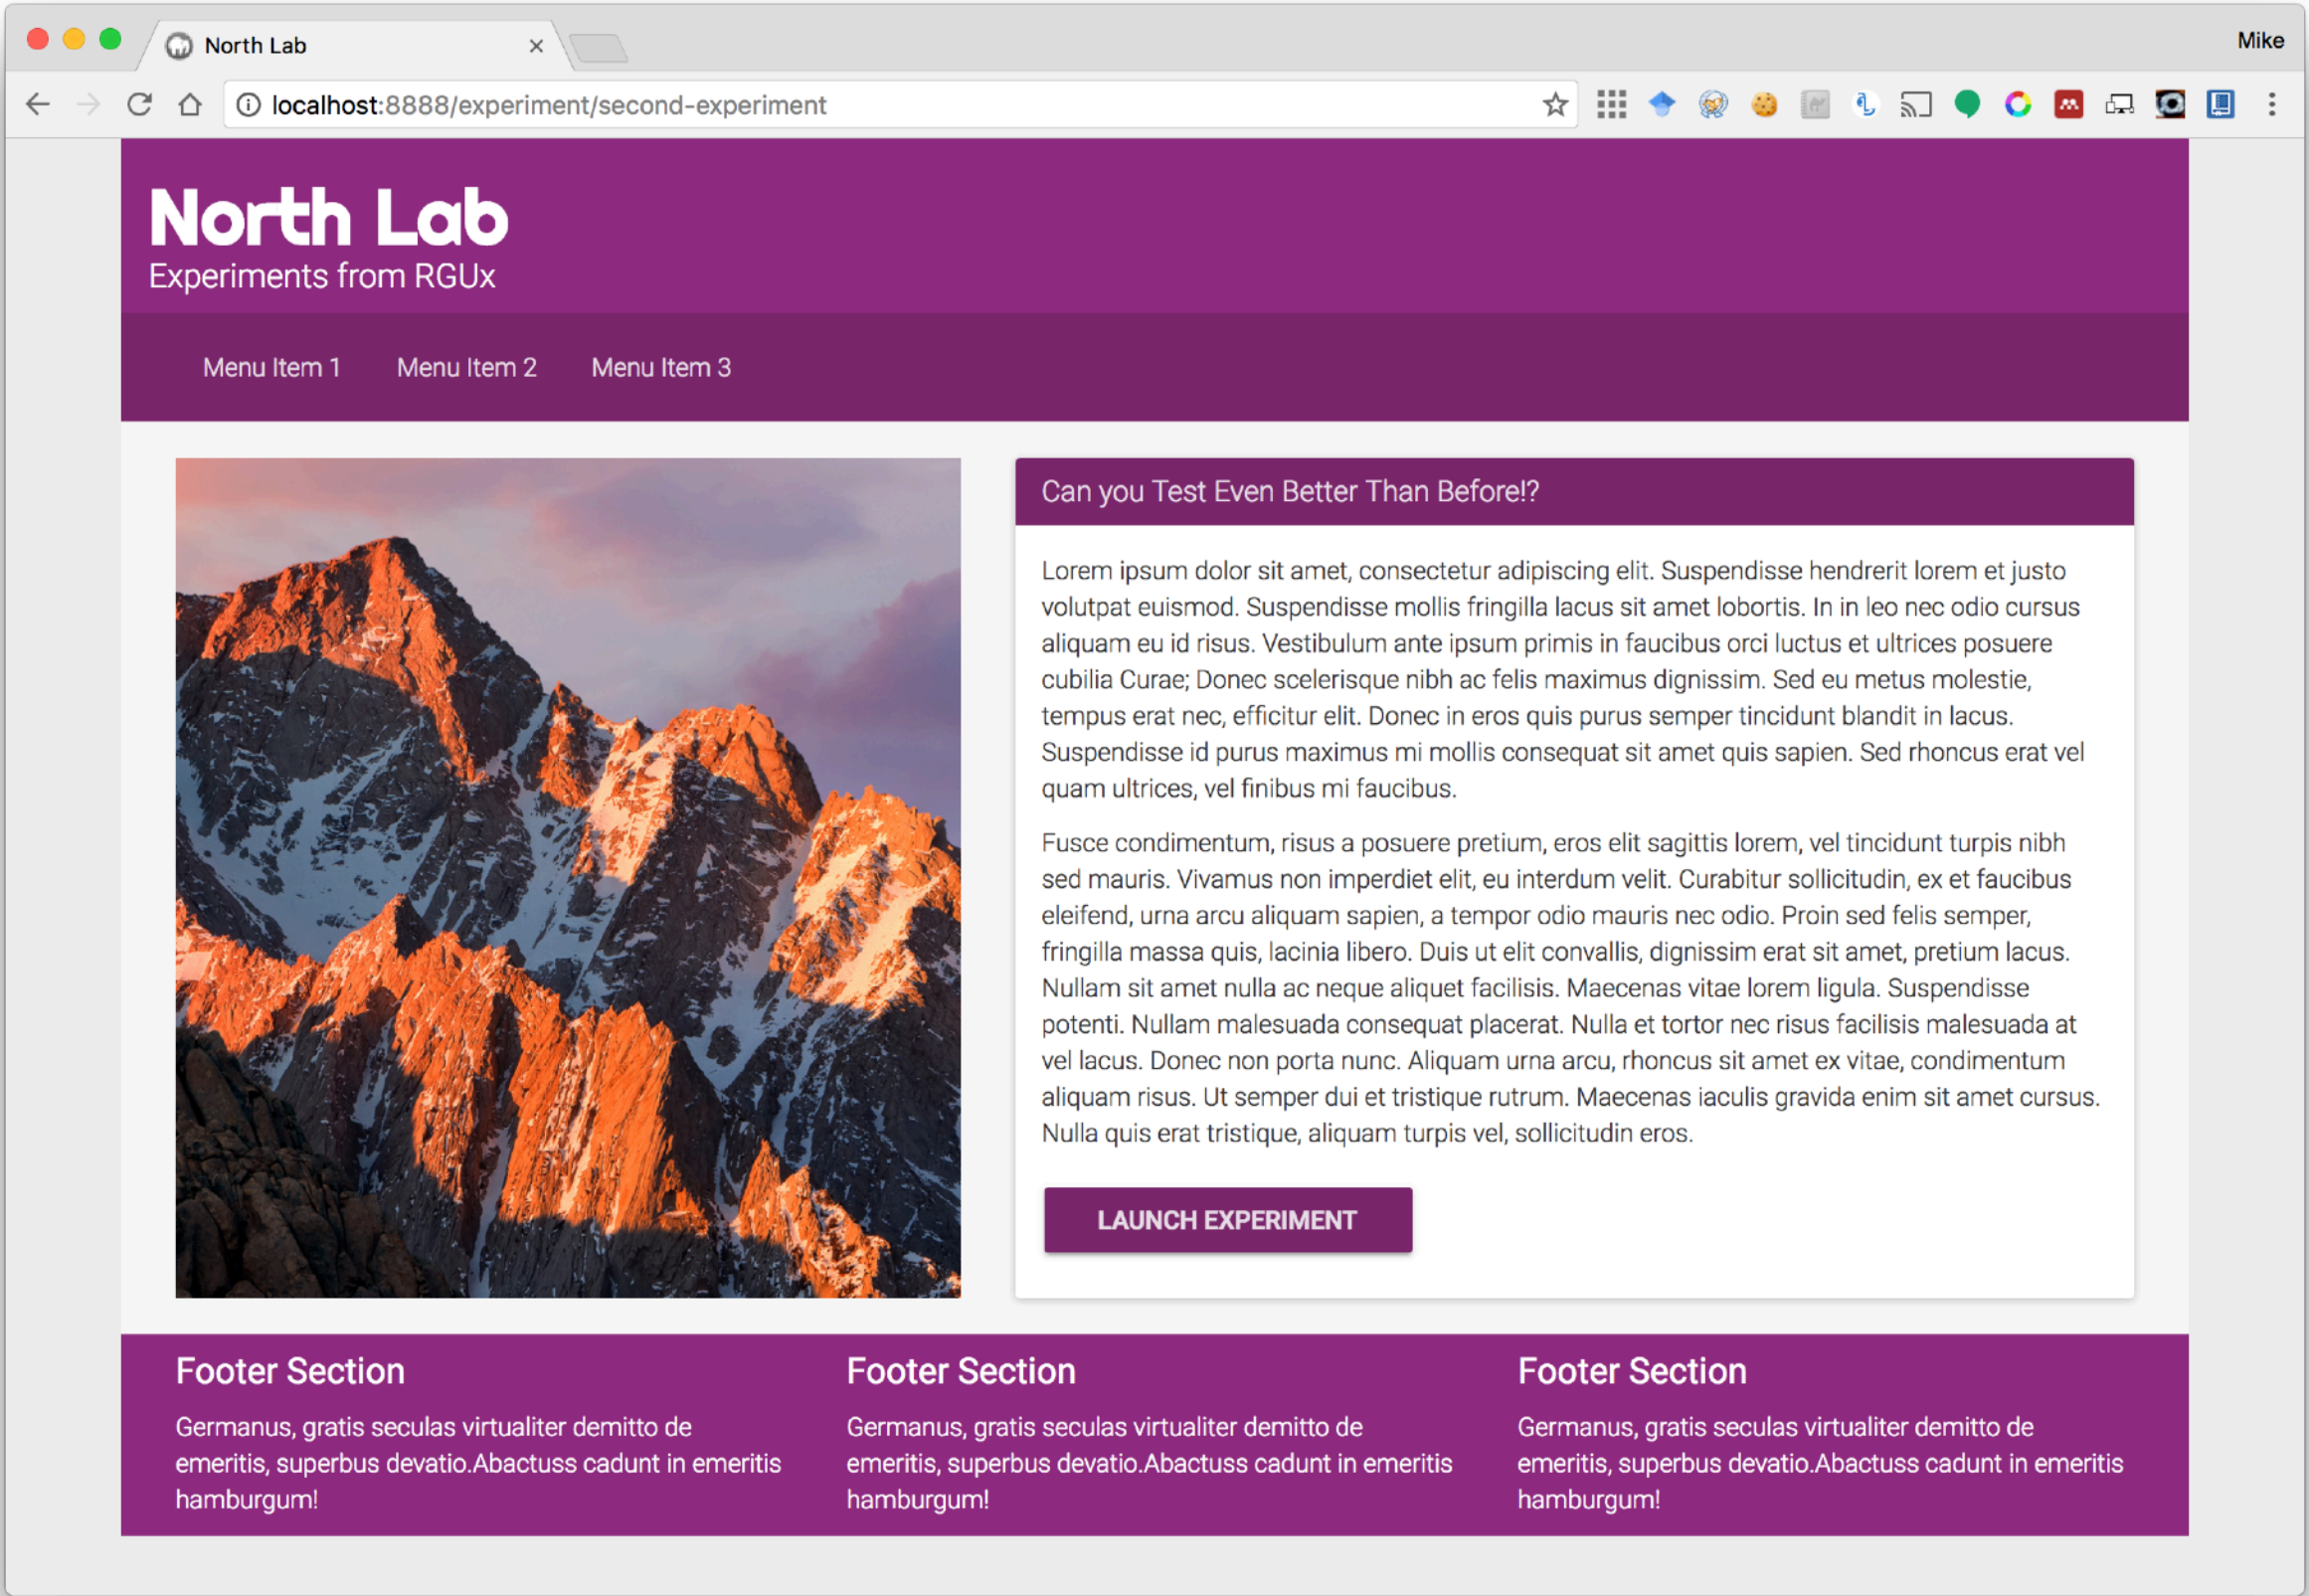 North Lab
Mike
localhost:8888/experiment/second-experiment
North Lab
Experiments from RGUx
Menu Item 1
Menu Item 2
Menu Item 3
Can you Test Even Better Than Before!?
Lorem ipsum dolor sit amet, consectetur adipiscing elit. Suspendisse hendrerit lorem et justo
volutpat euismod. Suspendisse mollis fringilla lacus sit amet lobortis. In in leo nec odio cursus
aliquam eu id risus. Vestibulum ante ipsum primis in faucibus orci luctus et ultrices posuere
cubilia Curae; Donec scelerisque nibh ac felis maximus dignissim. Sed eu metus molestie,
tempus erat nec, efficitur elit. Donec in eros quis purus semper tincidunt blandit in lacus.
Suspendisse id purus maximus mi mollis consequat sit amet quis sapien. Sed rhoncus erat vel
quam ultrices, vel finibus mi faucibus.
Fusce condimentum, risus a posuere pretium, eros elit sagittis lorem, vel tincidunt turpis nibh
sed mauris. Vivamus non imperdiet elit, eu interdum velit. Curabitur sollicitudin, ex et faucibus
eleifend, urna arcu aliquam sapien, a tempor odio mauris nec odio. Proin sed felis semper,
fringilla massa quis, lacinia libero. Duis ut elit convallis, dignissim erat sit amet, pretium lacus.
Nullam sit amet nulla ac neque aliquet facilisis. Maecenas vitae lorem ligula. Suspendisse
potenti. Nullam malesuada consequat placerat. Nulla et tortor nec risus facilisis malesuada at
vel lacus. Donec non porta nunc. Aliquam urna arcu, rhoncus sit amet ex vitae, condimentum
aliquam risus. Ut semper dui et tristique rutrum. Maecenas iaculis gravida enim sit amet cursus.
Nulla quis erat tristique, aliquam turpis vel, sollicitudin eros.
LAUNCH EXPERIMENT
Footer Section
Germanus, gratis seculas virtualiter demitto de
emeritis, superbus devatio.Abactuss cadunt in emeritis
hamburgum!
Footer Section
Germanus, gratis seculas virtualiter demitto de
emeritis, superbus devatio.Abactuss cadunt in emeritis
hamburgum!
Footer Section
Germanus, gratis seculas virtualiter demitto de
emeritis, superbus devatio.Abactuss cadunt in emeritis
hamburgum!